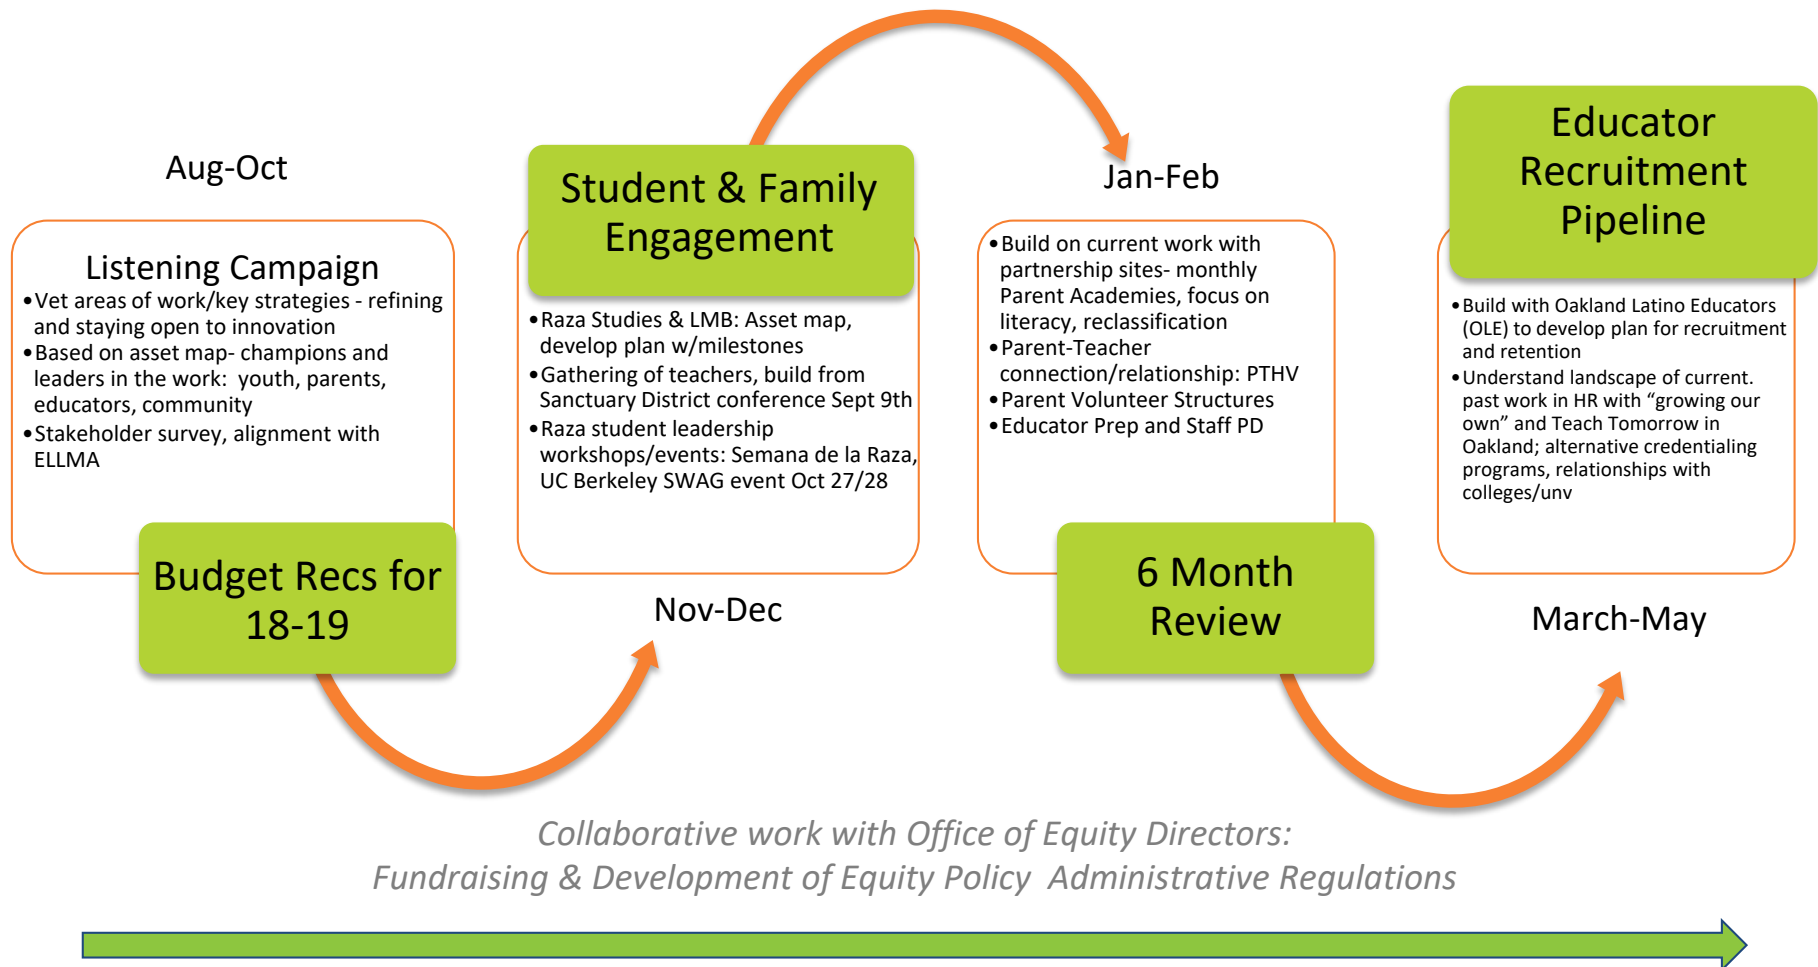 Aug-Oct
Listening Campaign
•Vet areas of work/key strategies - refining
and staying open to innovation
•Based on asset map- champions and
leaders in the work: youth, parents,
educators, community
•Stakeholder survey, alignment with
ELLMA
Budget Recs for
18-19
Student & Family
Engagement
•Raza Studies & LMB: Asset map,
develop plan w/milestones
•Gathering of teachers, build from
Sanctuary District conference Sept 9th
•Raza student leadership
workshops/events: Semana de la Raza,
UC Berkeley SWAG event Oct 27/28
Nov-Dec
Jan-Feb
•Build on current work with
partnership sites- monthly
Parent Academies, focus on
literacy, reclassification
•Parent-Teacher
connection/relationship: PTHV
•Parent Volunteer Structures
•Educator Prep and Staff PD
6 Month
Review
Educator
Recruitment
Pipeline
•Build with Oakland Latino Educators
(OLE) to develop plan for recruitment
and retention
•Understand landscape of current.
past work in HR with “growing our
own” and Teach Tomorrow in
Oakland; alternative credentialing
programs, relationships with
colleges/unv
March-May
Collaborative work with Office of Equity Directors:
Fundraising & Development of Equity Policy Administrative Regulations